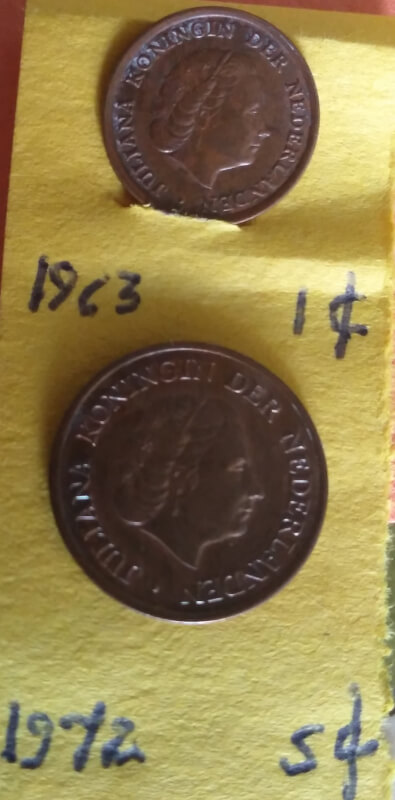 JULIANA KONINGIN DER NEDERLANDEN
1963 1¢
JULIANA KONINGIN DER NEDERLANDEN
1972 5¢